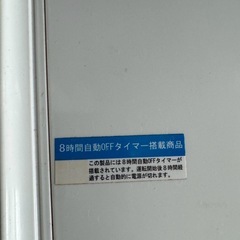 8時間自動OFFタイマー搭載商品
この製品には8時間自動OFFタイマーが
搭載されています。運転開始後8時間経
過すると自動的に電源が切れます。